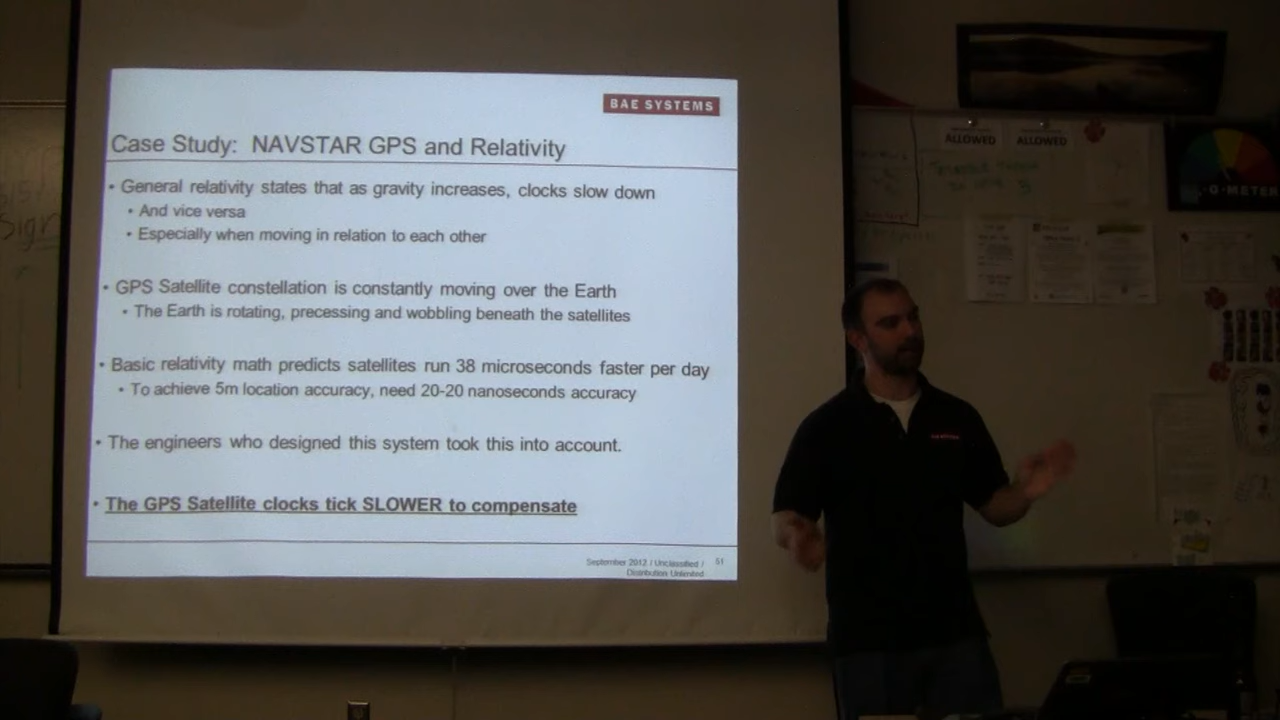 BAE SYSTEMS
Case Study: NAVSTAR GPS and Relativity
• General relativity states that as gravity increases, clocks slow down
• And vice versa
• Especially when moving in relation to each other
• GPS Satellite constellation is constantly moving over the Earth
• The Earth is rotating, precessing and wobbling beneath the satellites
• Basic relativity math predicts satellites run 38 microseconds faster per day
• To achieve 5m location accuracy, need 20-20 nanoseconds accuracy
• The engineers who designed this system took this into account.
• The GPS Satellite clocks tick SLOWER to compensate
September 2012 / Unclassified /
Distribution Unlimited
51
ALLOWED
ALLOWED
-G-METER
Sign